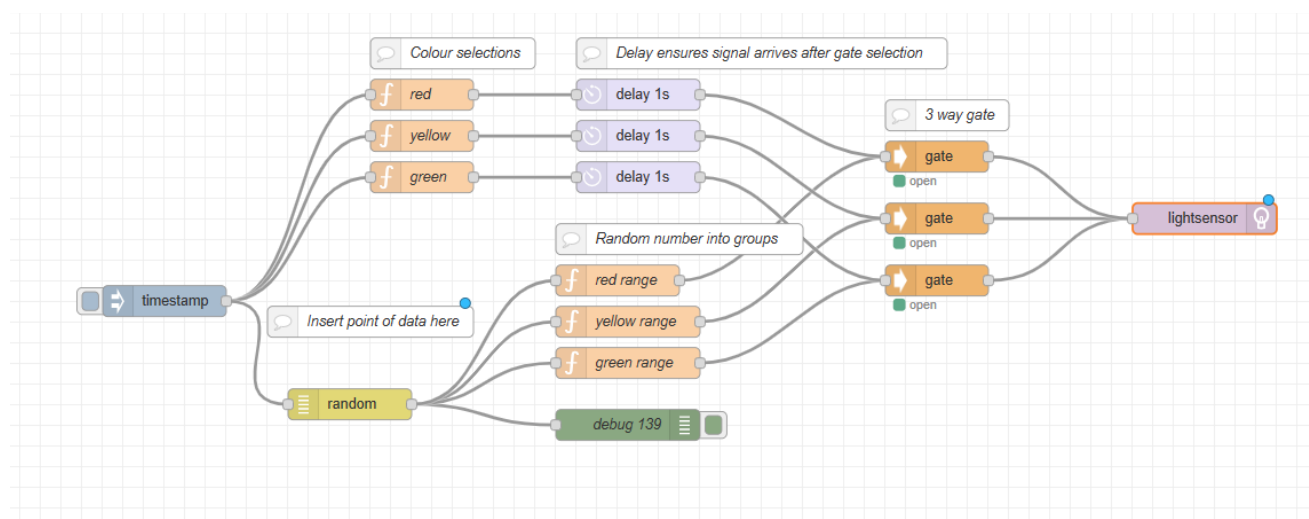 Colour selections
Delay ensures signal arrives after gate selection
red
delay 1s
yellow
delay 1s
green
delay 1s
3 way gate
gate
open
gate
open
gate
open
lightsensor
Random number into groups
red range
yellow range
green range
timestamp
Insert point of data here
random
debug 139